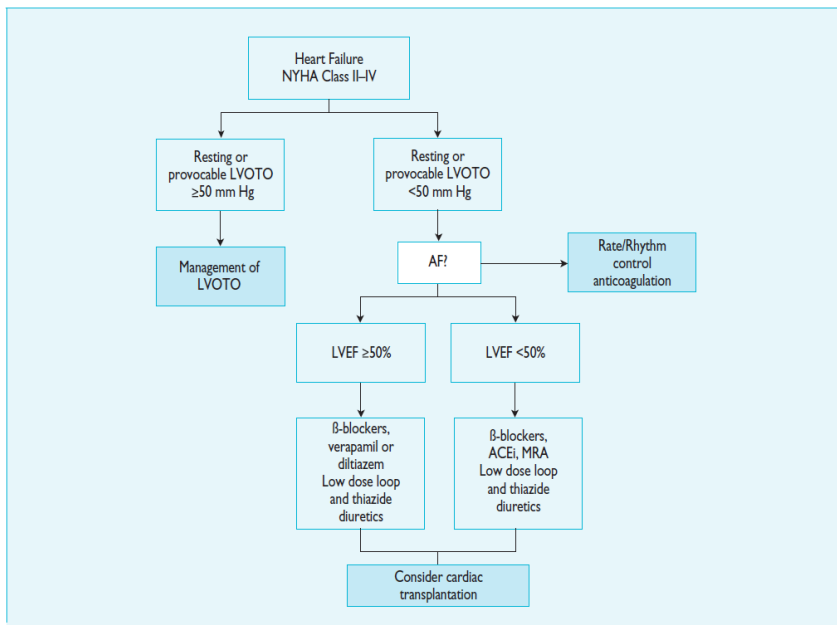 Heart Failure
NYHA Class II–IV
Resting or
provocable LVOTO
≥50 mm Hg
Resting or
provocable LVOTO
<50 mm Hg
Management of
LVOTO
AF?
Rate/Rhythm
control
anticoagulation
LVEF ≥50%
LVEF <50%
ß-blockers,
verapamil or
diltiazem
Low dose loop
and thiazide
diuretics
ß-blockers,
ACEi, MRA
Low dose loop
and thiazide
diuretics
Consider cardiac
transplantation